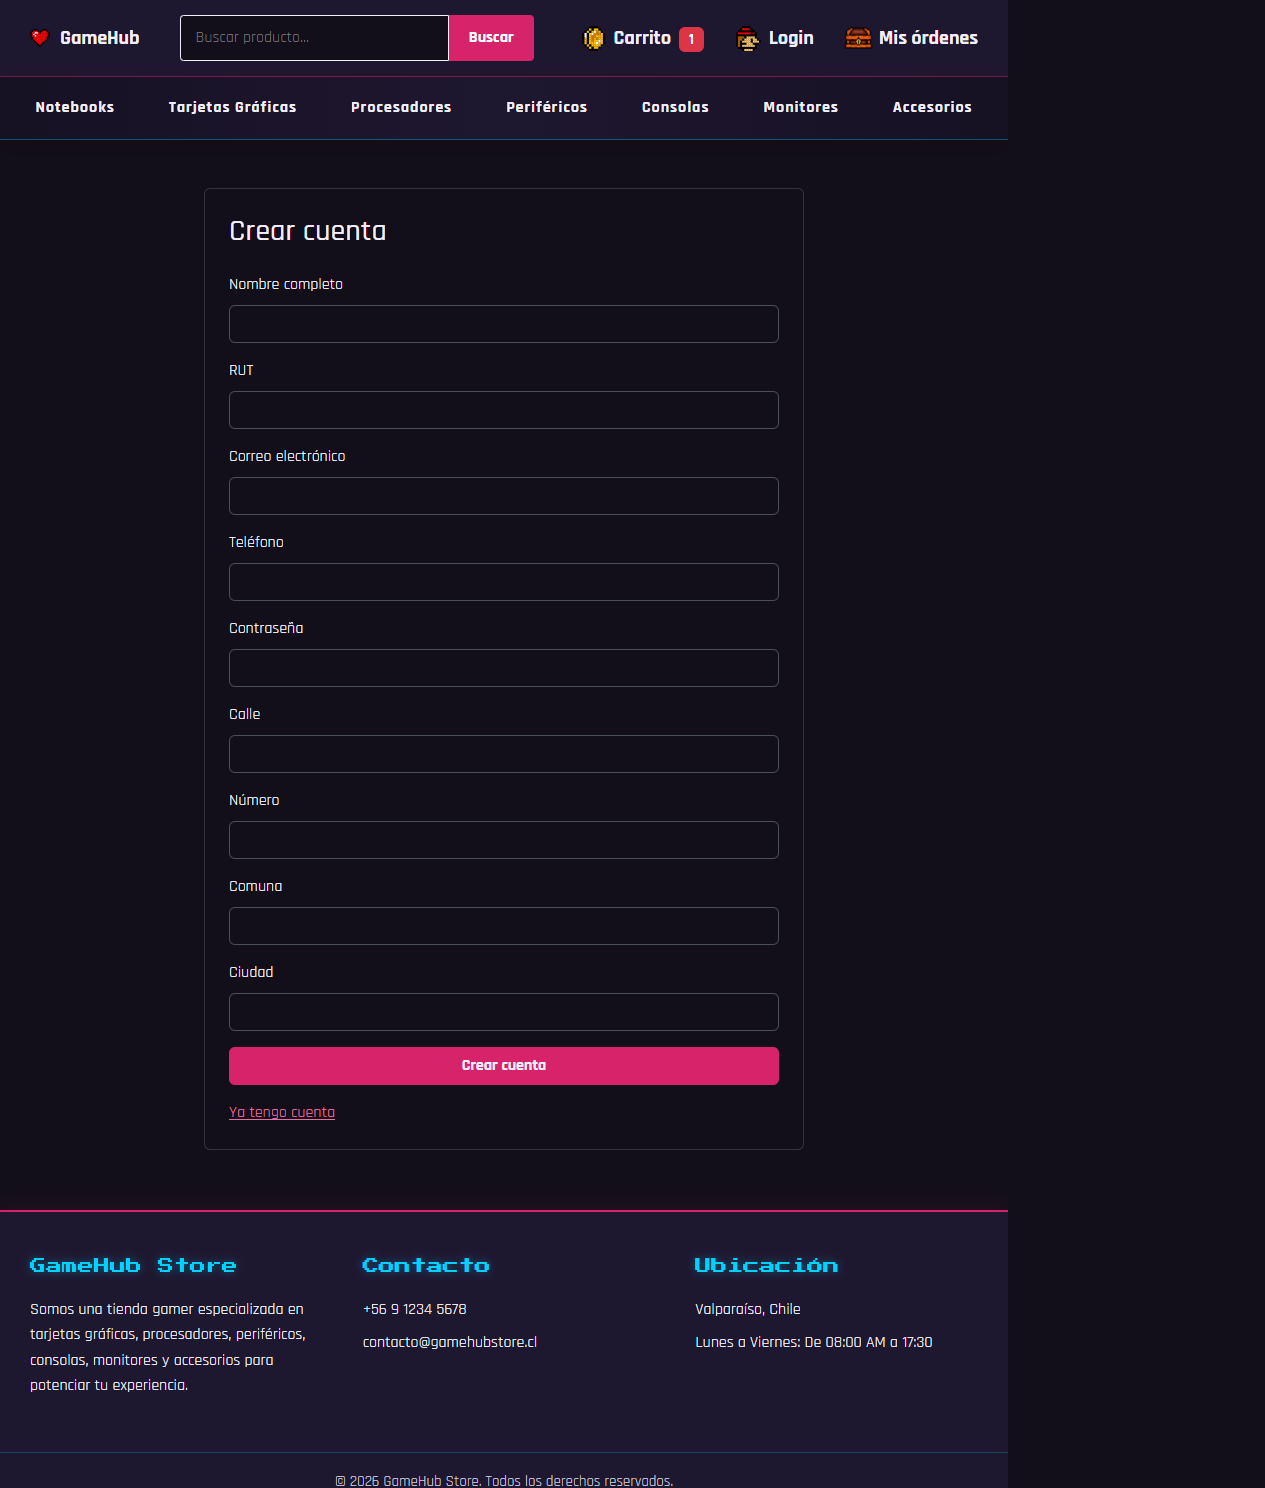 GameHub
Buscar producto...
Buscar
Carrito 1
Login
Mis órdenes
Notebooks
Tarjetas Gráficas
Procesadores
Periféricos
Consolas
Monitores
Accesorios
Crear cuenta
Nombre completo
RUT
Correo electrónico
Teléfono
Contraseña
Calle
Número
Comuna
Ciudad
Crear cuenta
Ya tengo cuenta
GameHub Store
Somos una tienda gamer especializada en
tarjetas gráficas, procesadores, periféricos,
consolas, monitores y accesorios para
potenciar tu experiencia.
Contacto
+56 9 1234 5678
contacto@gamehubstore.cl
Ubicación
Valparaíso, Chile
Lunes a Viernes: De 08:00 AM a 17:30
© 2026 GameHub Store. Todos los derechos reservados.